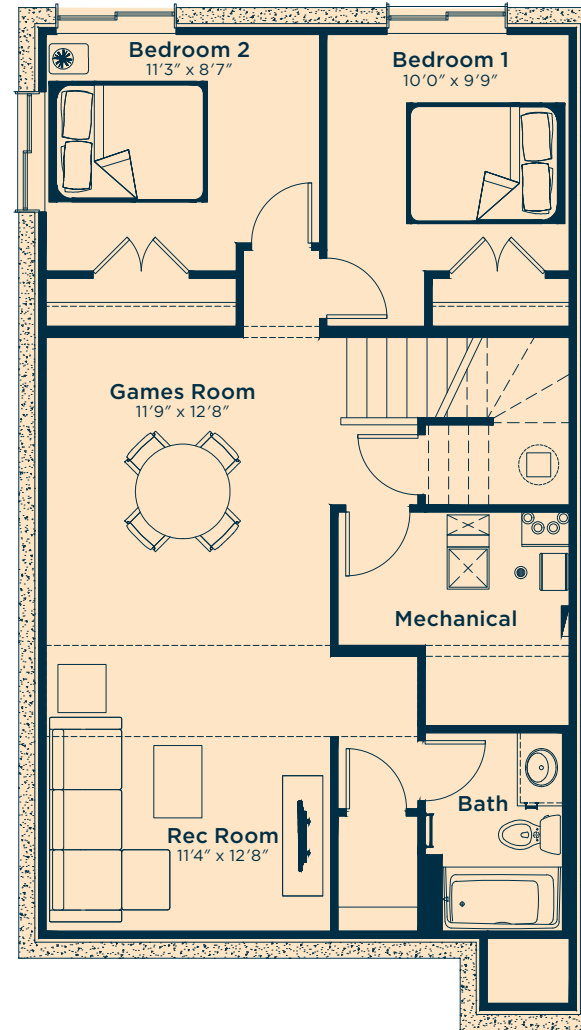 Bedroom 2
11′3″ x 8′7″
Bedroom 1
10′0″ x 9′9″
Games Room
11′9″ x 12′8″
Mechanical
Bath
Rec Room
11′4″ x 12′8″